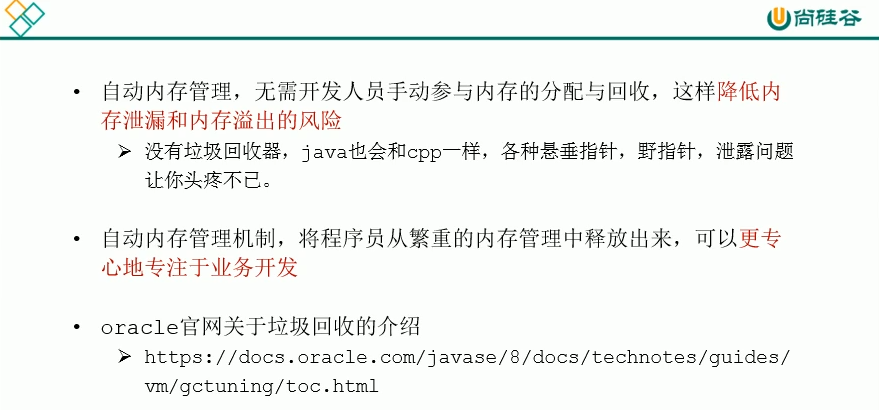 尚硅谷
• 自动内存管理，无需开发人员手动参与内存的分配与回收，这样降低内
存泄漏和内存溢出的风险
➢ 没有垃圾回收器，java也会和cpp一样，各种悬垂指针，野指针，泄露问题
让你头疼不已。
• 自动内存管理机制，将程序员从繁重的内存管理中释放出来，可以更专
心地专注于业务开发
• oracle官网关于垃圾回收的介绍
➢ https://docs.oracle.com/javase/8/docs/technotes/guides/
vm/gctuning/toc.html